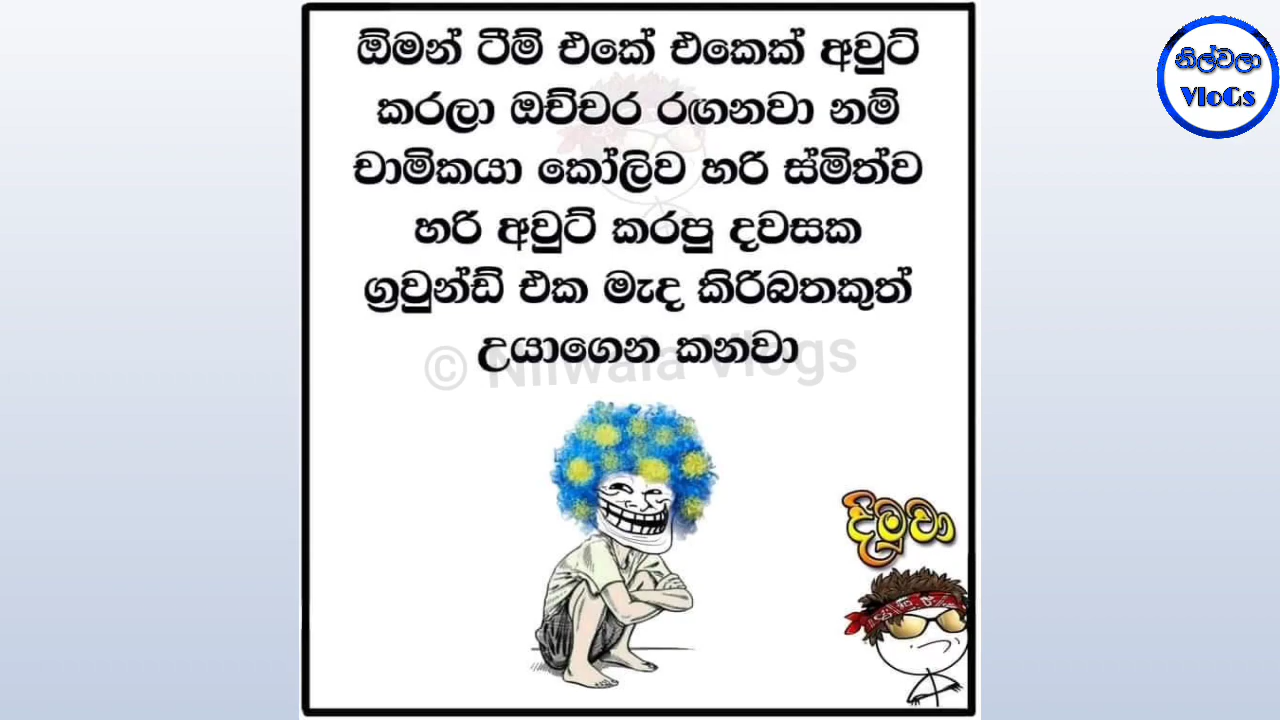 ඕමන් ටීම් එකේ එකෙක් අවුට්
කරලා ඔච්චර රඟනවා නම්
චාමිකයා කෝලිව හරි ස්මිත්ව
හරි අවුට් කරපු දවසක
ග්‍රවුන්ඩ් එක මැද කිරිබතකුත්
උයාගෙන කනවා
© Nilwala Vlogs
දිමුවා
නිල්වලා
VloGs